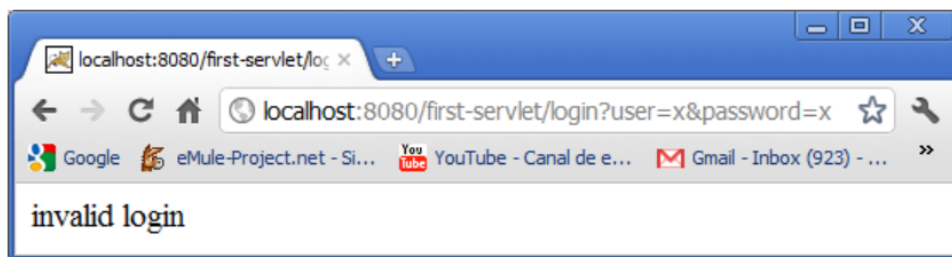 localhost:8080/first-servlet/log
localhost:8080/first-servlet/login?user=x&password=x
Google eMule-Project.net - Si... You Tube YouTube - Canal de e... Gmail - Inbox (923) - ... »
invalid login